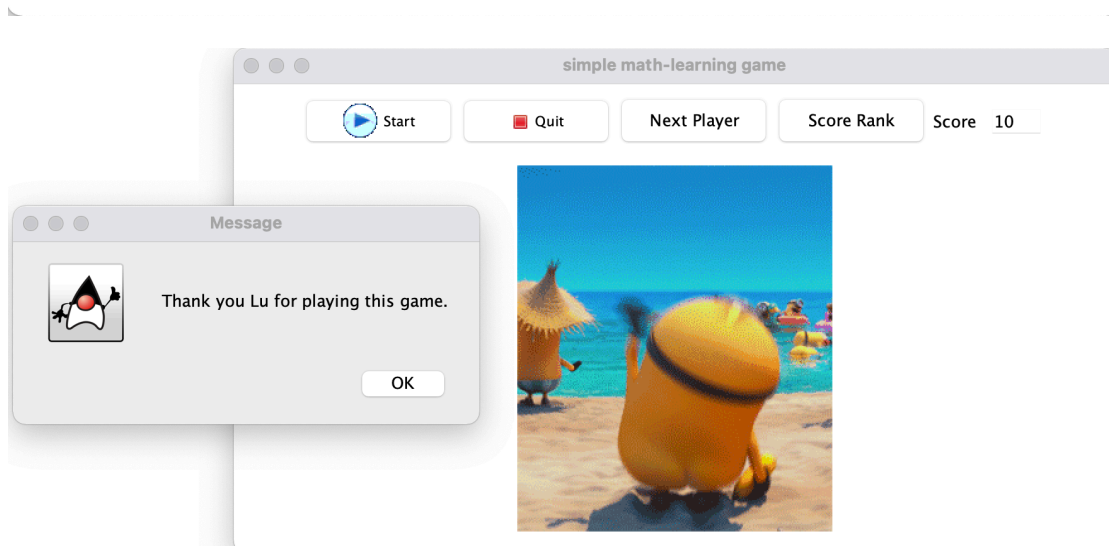 simple math-learning game
Start Quit Next Player Score Rank Score 10
Message
Thank you Lu for playing this game.
OK